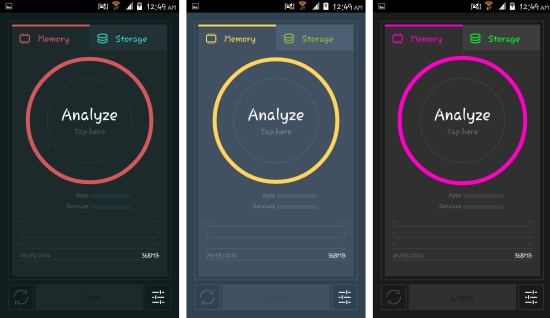 12:49 AM
Memory Storage
Analyze
Tap here
Apps
Services
29/03/2016 368MB
Clean
12:49 AM
Memory Storage
Analyze
Tap here
Apps
Services
29/03/2016 368MB
Clean
12:49 AM
Memory Storage
Analyze
Tap here
Apps
Services
29/03/2016 368MB
Clean